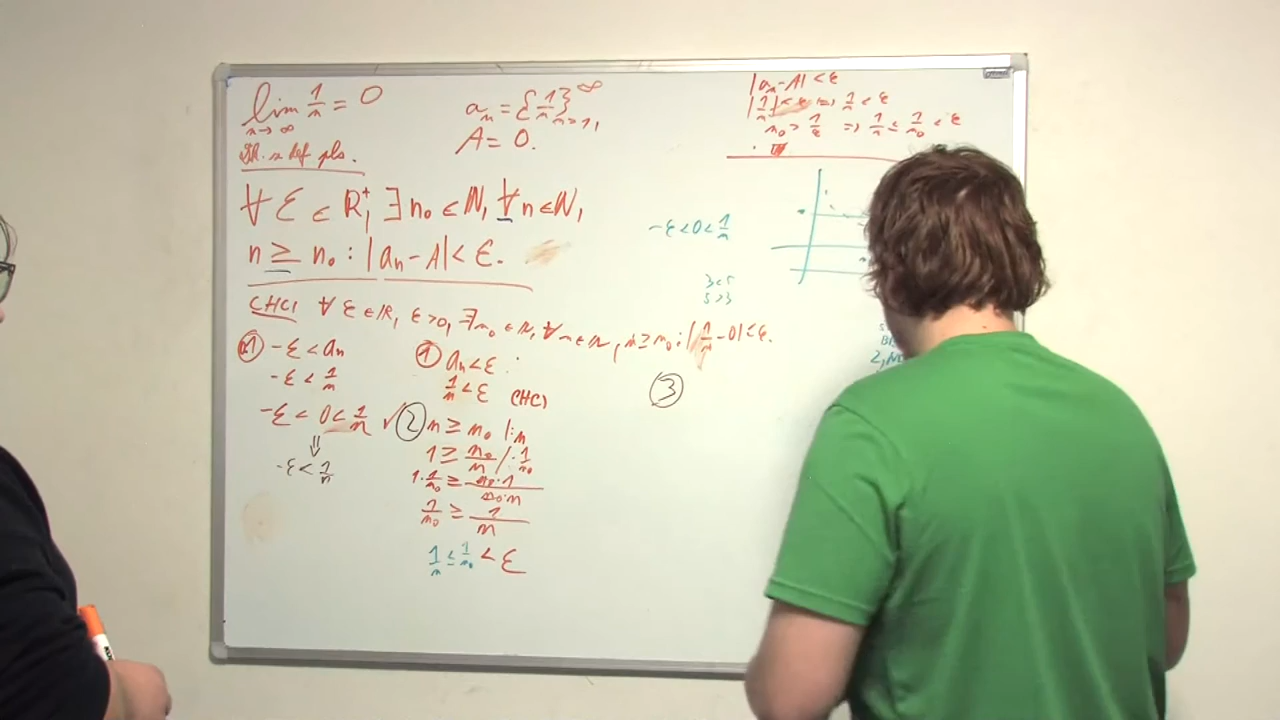 lim 1/n = 0
n→∞
aₙ = {1/n}∞ n=1,
A = 0.
z def
∀ ε ∈ R⁺, ∃ n₀ ∈ N, ∀ n ∈ N,
n ≥ n₀ : |aₙ - A| < ε.
CHCI ∀ ε ∈ R, ε > 0, ∃ n₀ ∈ N, ∀ n ∈ N, n ≥ n₀ : |1/n - 0| < ε.
-ε < aₙ
-ε < 1/n
-ε < 0 < 1/n ✓
⇓
-ε < 1/n
① aₙ < ε :
1/n < ε CHCI
② n ≥ n₀ /:n
1 ≥ n₀/n /· 1/n₀
1 · 1/n₀ ≥ n₀·1/n₀·n
1/n₀ ≥ 1/n
1/n ≤ 1/n₀ < ε
③
|aₙ - A| < ε
|1/n| < ε ⇒ 1/n < ε
n₀ > 1/ε ⇒ 1/n ≤ 1/n₀ < ε
-ε < 0 < 1/n
3 < 5
5 > 3